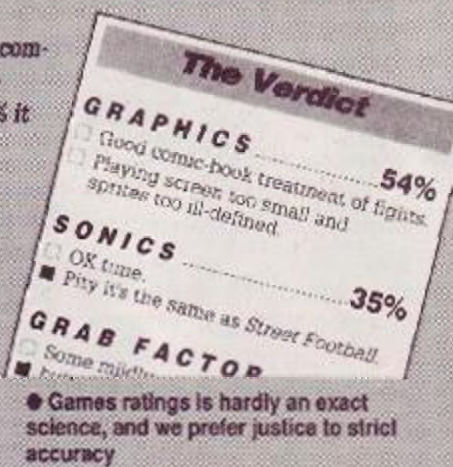 com-
% it
The Verdict
GRAPHICS ............ 54%
Good comic-book treatment of fights.
Playing screen too small and
sprites too ill-defined.
SONICS ............ 35%
OK tune.
Pity it's the same as Street Football.
GRAB FACTOR
Some mildly
● Games ratings is hardly an exact
science, and we prefer justice to strict
accuracy